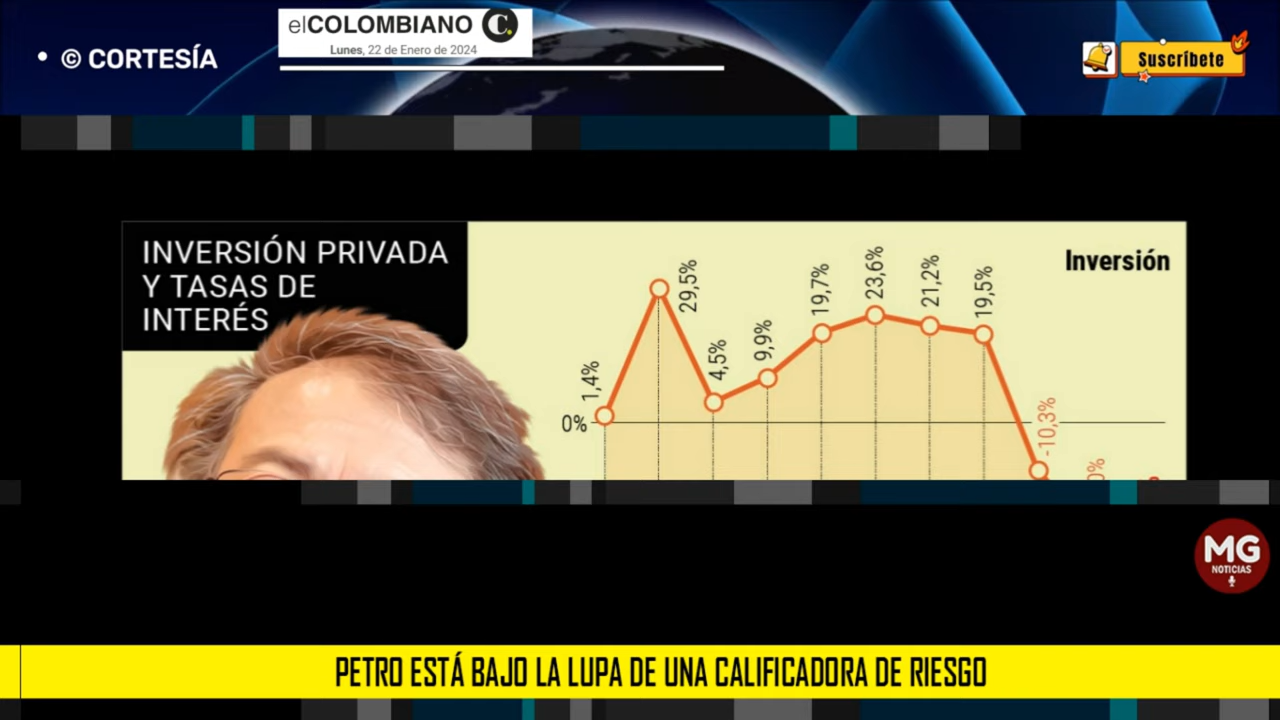 elCOLOMBIANO C.
Lunes, 22 de Enero de 2024
• © CORTESÍA
Suscríbete
INVERSIÓN PRIVADA
Y TASAS DE
INTERÉS
Inversión
1,4%
29,5%
4,5%
9,9%
19,7%
23,6%
21,2%
19,5%
-10,3%
0%
MG
NOTICIAS
PETRO ESTÁ BAJO LA LUPA DE UNA CALIFICADORA DE RIESGO